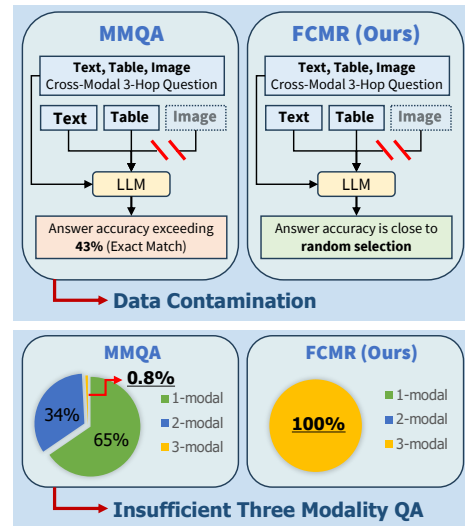 MMQA
Text, Table, Image
Cross-Modal 3-Hop Question
Text
Table
Image
LLM
Answer accuracy exceeding
43% (Exact Match)
FCMR (Ours)
Text, Table, Image
Cross-Modal 3-Hop Question
Text
Table
Image
LLM
Answer accuracy is close to
random selection
Data Contamination
MMQA
0.8%
34%
65%
1-modal
2-modal
3-modal
FCMR (Ours)
100%
1-modal
2-modal
3-modal
Insufficient Three Modality QA